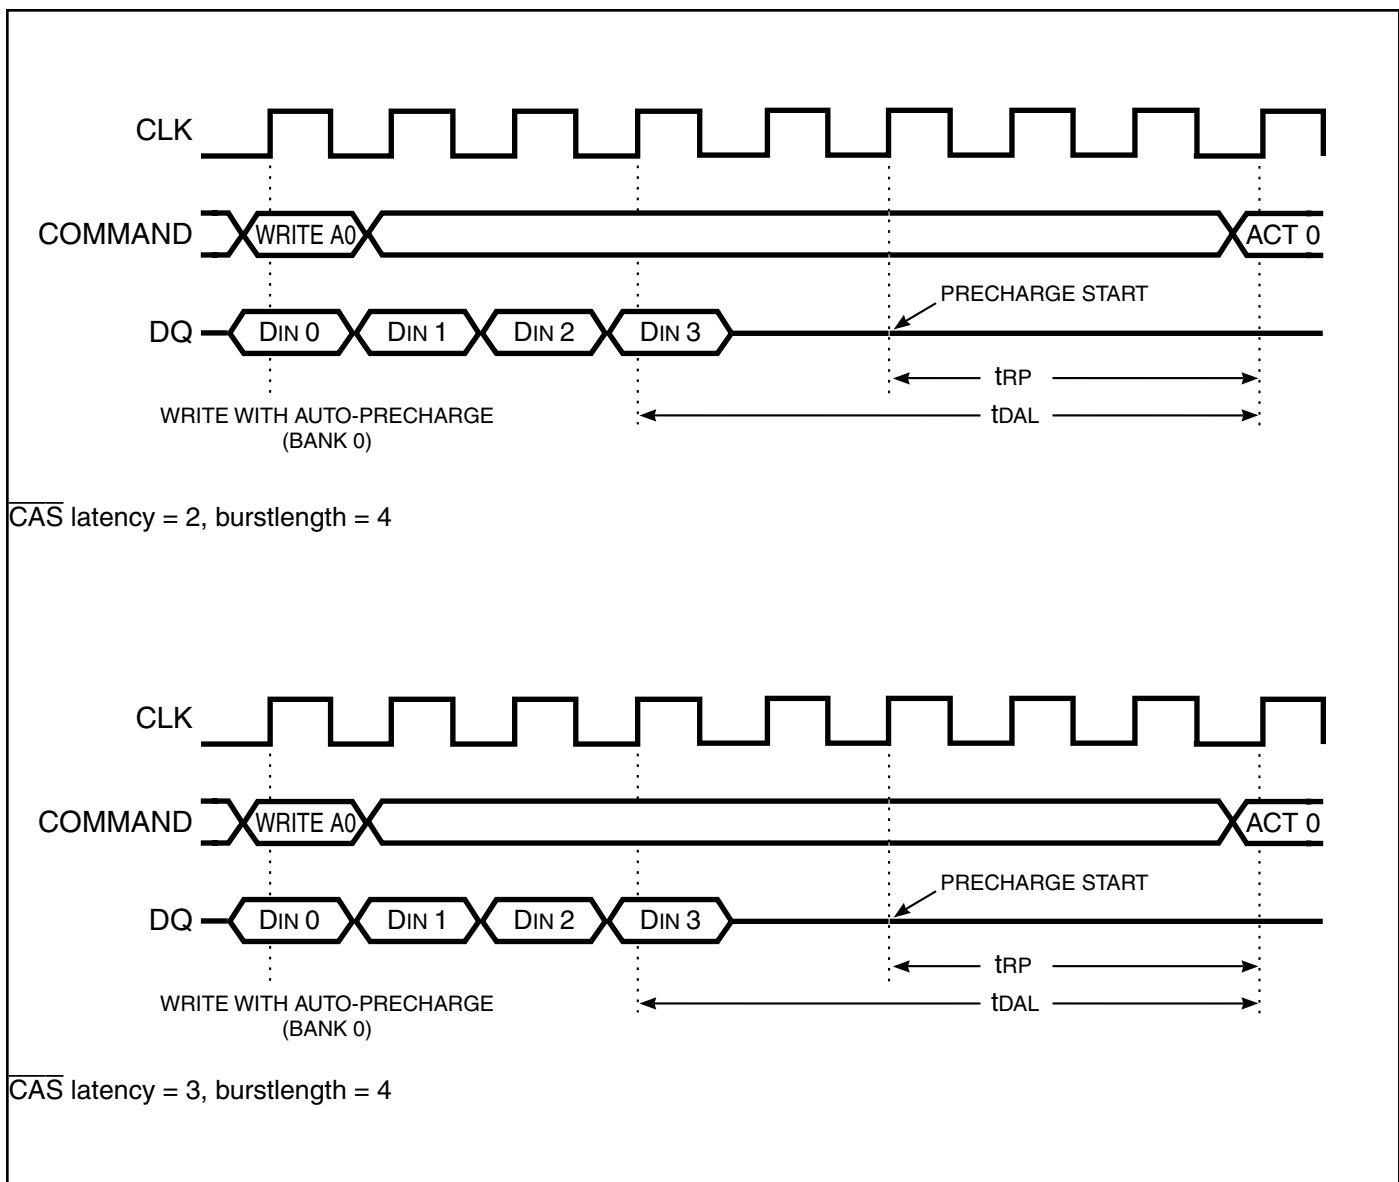 CLK
COMMAND WRITE A0 ACT 0
PRECHARGE START
DQ DIN 0 DIN 1 DIN 2 DIN 3
tRP
WRITE WITH AUTO-PRECHARGE tDAL
(BANK 0)
CAS latency = 2, burstlength = 4
CLK
COMMAND WRITE A0 ACT 0
PRECHARGE START
DQ DIN 0 DIN 1 DIN 2 DIN 3
tRP
WRITE WITH AUTO-PRECHARGE tDAL
(BANK 0)
CAS latency = 3, burstlength = 4